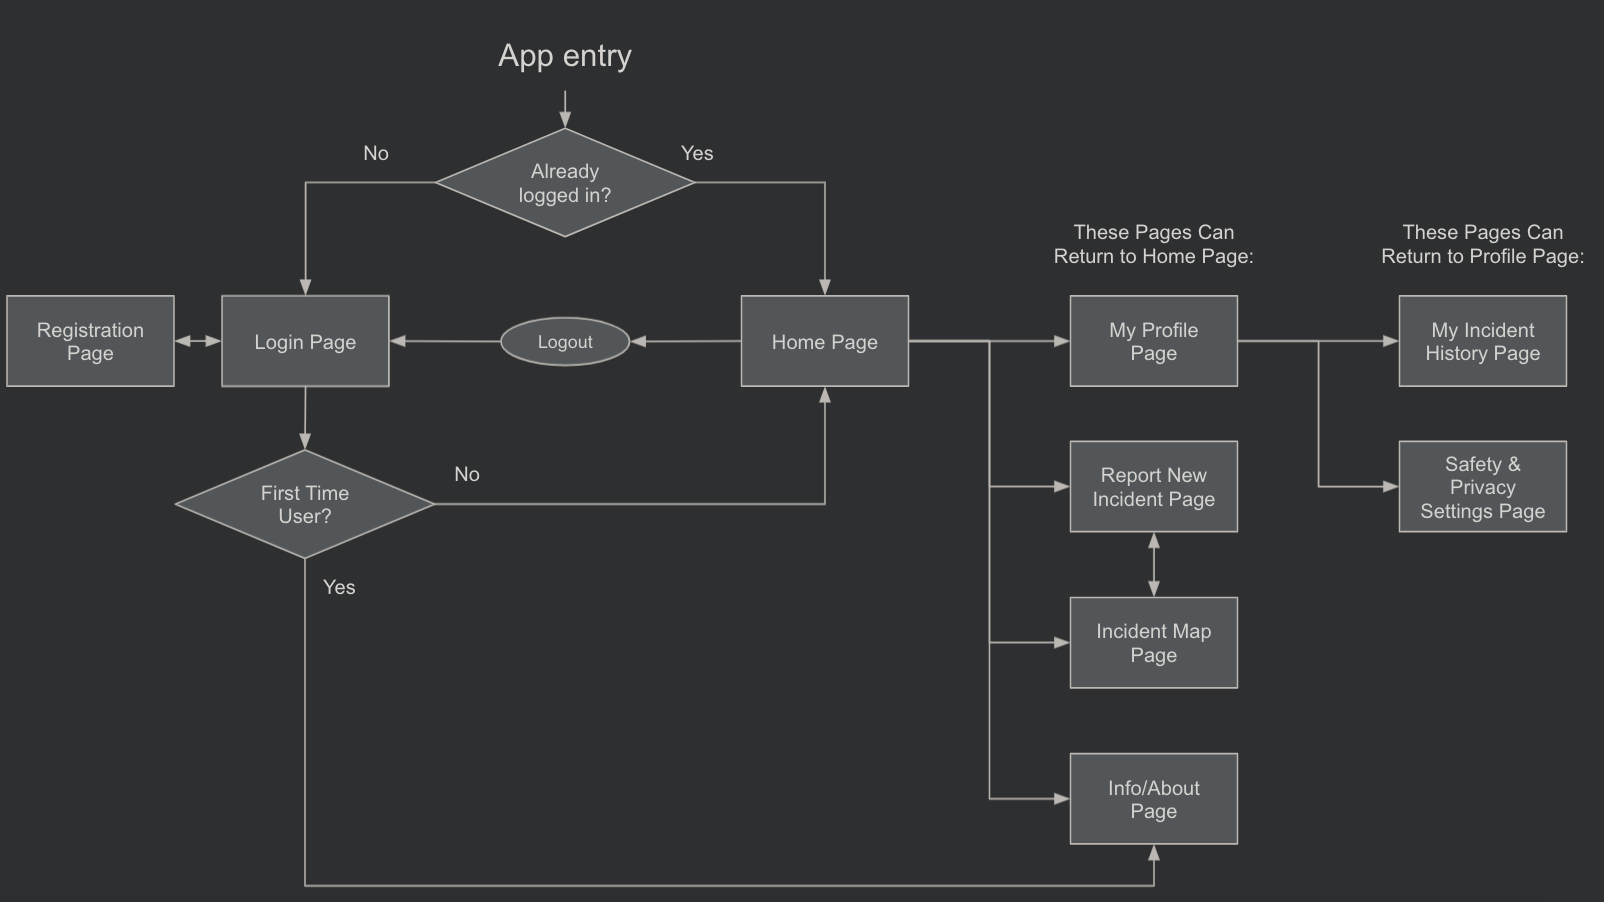 App entry
No
Yes
Already
logged in?
These Pages Can
Return to Home Page:
These Pages Can
Return to Profile Page:
Registration
Page
Login Page
Logout
Home Page
My Profile
Page
My Incident
History Page
First Time
User?
No
Yes
Report New
Incident Page
Safety &
Privacy
Settings Page
Incident Map
Page
Info/About
Page